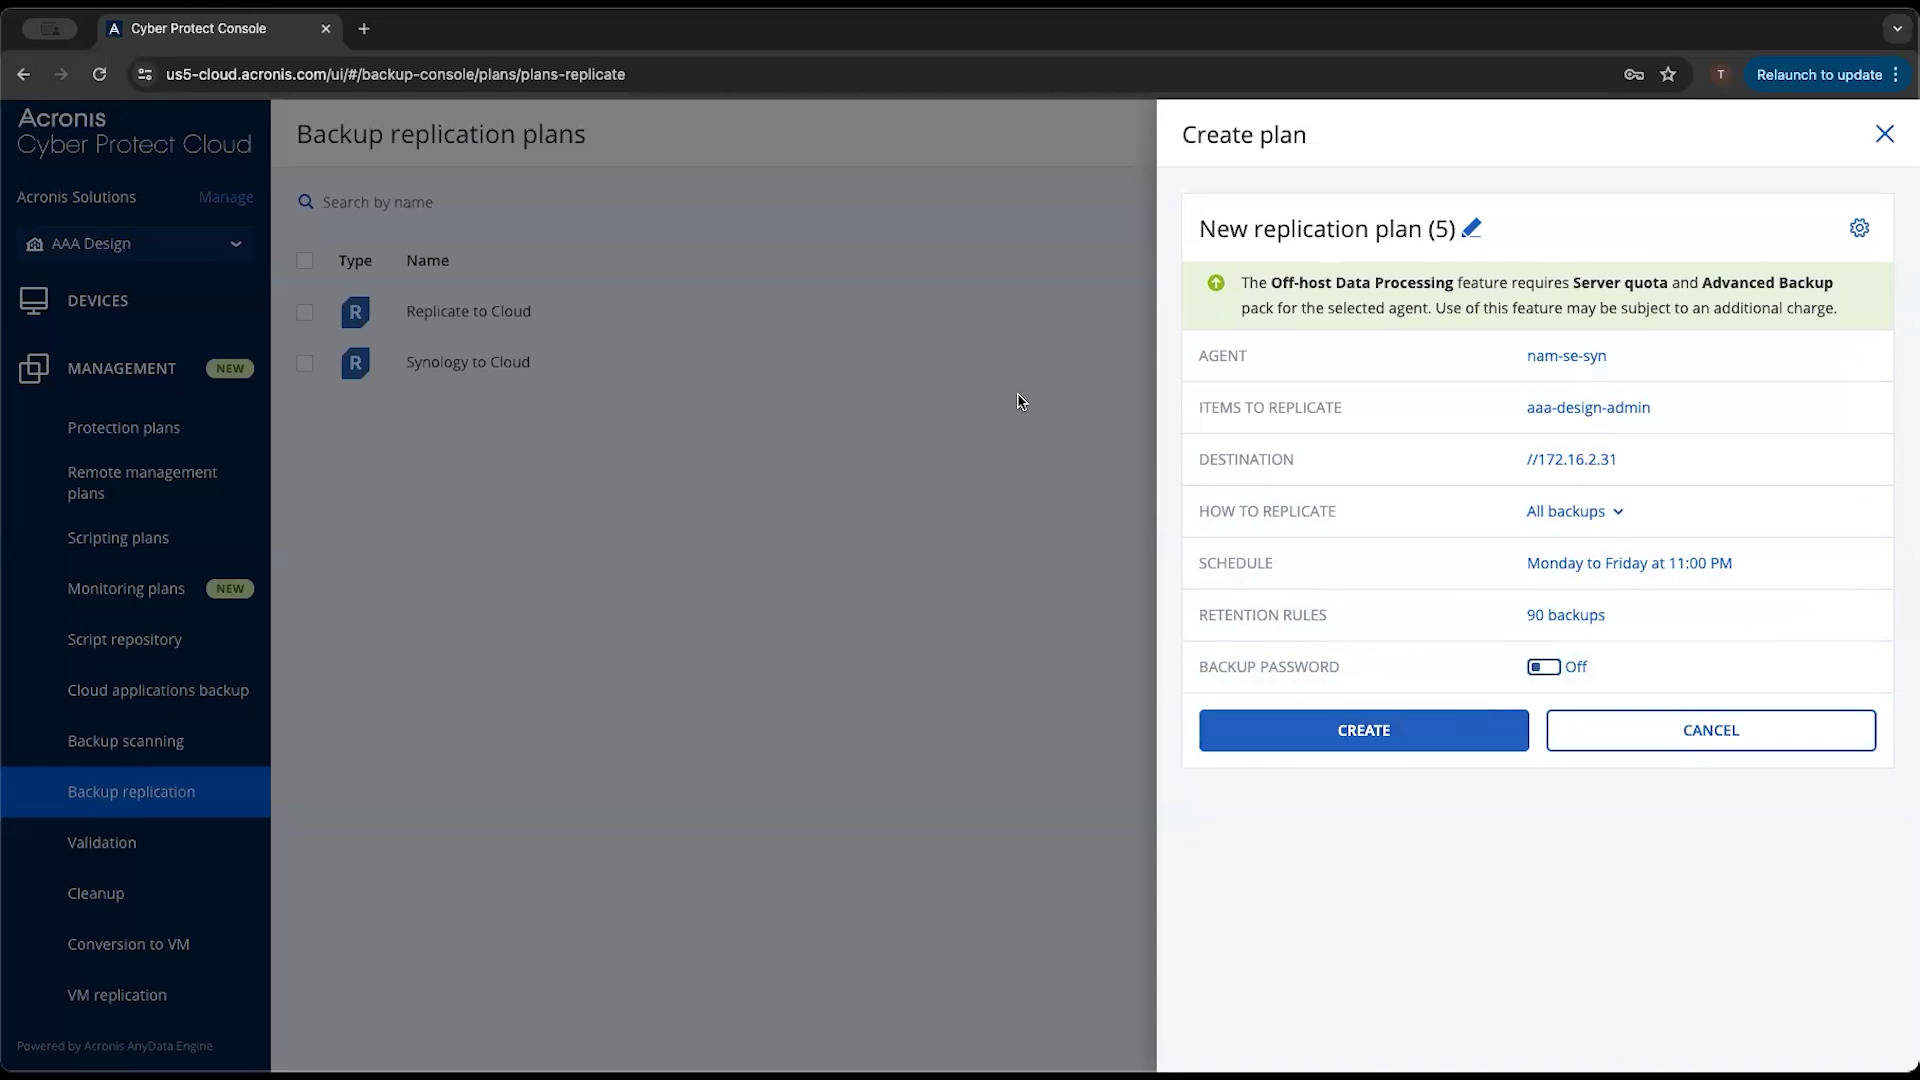 Cyber Protect Console
us5-cloud.acronis.com/ui/#/backup-console/plans/plans-replicate
T
Relaunch to update
Acronis
Cyber Protect Cloud
Acronis Solutions
Manage
AAA Design
DEVICES
MANAGEMENT
NEW
Protection plans
Remote management
plans
Scripting plans
Monitoring plans
NEW
Script repository
Cloud applications backup
Backup scanning
Backup replication
Validation
Cleanup
Conversion to VM
VM replication
Powered by Acronis AnyData Engine
Backup replication plans
Search by name
Type
Name
R
Replicate to Cloud
R
Synology to Cloud
Create plan
New replication plan (5)
The Off-host Data Processing feature requires Server quota and Advanced Backup
pack for the selected agent. Use of this feature may be subject to an additional charge.
AGENT
nam-se-syn
ITEMS TO REPLICATE
aaa-design-admin
DESTINATION
//172.16.2.31
HOW TO REPLICATE
All backups
SCHEDULE
Monday to Friday at 11:00 PM
RETENTION RULES
90 backups
BACKUP PASSWORD
Off
CREATE
CANCEL